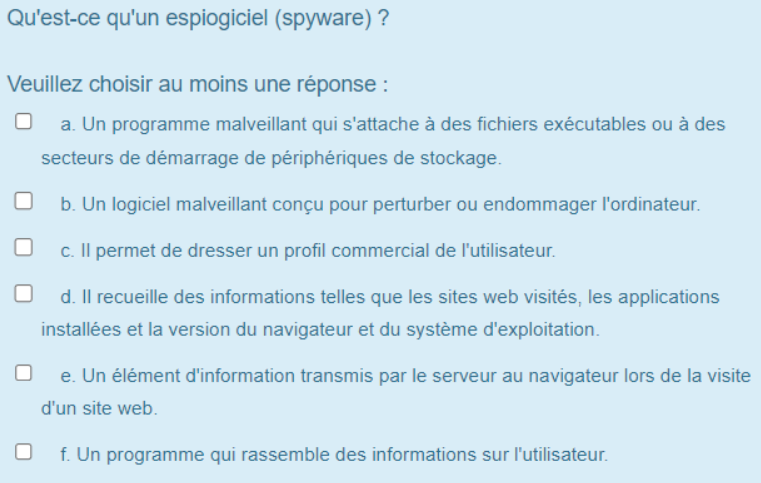 Qu'est-ce qu'un espiogiciel (spyware) ?
Veuillez choisir au moins une réponse :
a. Un programme malveillant qui s'attache à des fichiers exécutables ou à des
secteurs de démarrage de périphériques de stockage.
b. Un logiciel malveillant conçu pour perturber ou endommager l'ordinateur.
c. Il permet de dresser un profil commercial de l'utilisateur.
d. Il recueille des informations telles que les sites web visités, les applications
installées et la version du navigateur et du système d'exploitation.
e. Un élément d'information transmis par le serveur au navigateur lors de la visite
d'un site web.
f. Un programme qui rassemble des informations sur l'utilisateur.